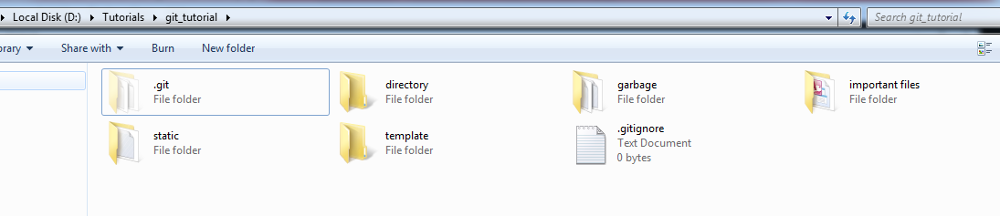 Local Disk (D:) Tutorials git_tutorial Search git_tutorial
brary Share with Burn New folder
.git
File folder
directory
File folder
garbage
File folder
important files
File folder
static
File folder
template
File folder
.gitignore
Text Document
0 bytes